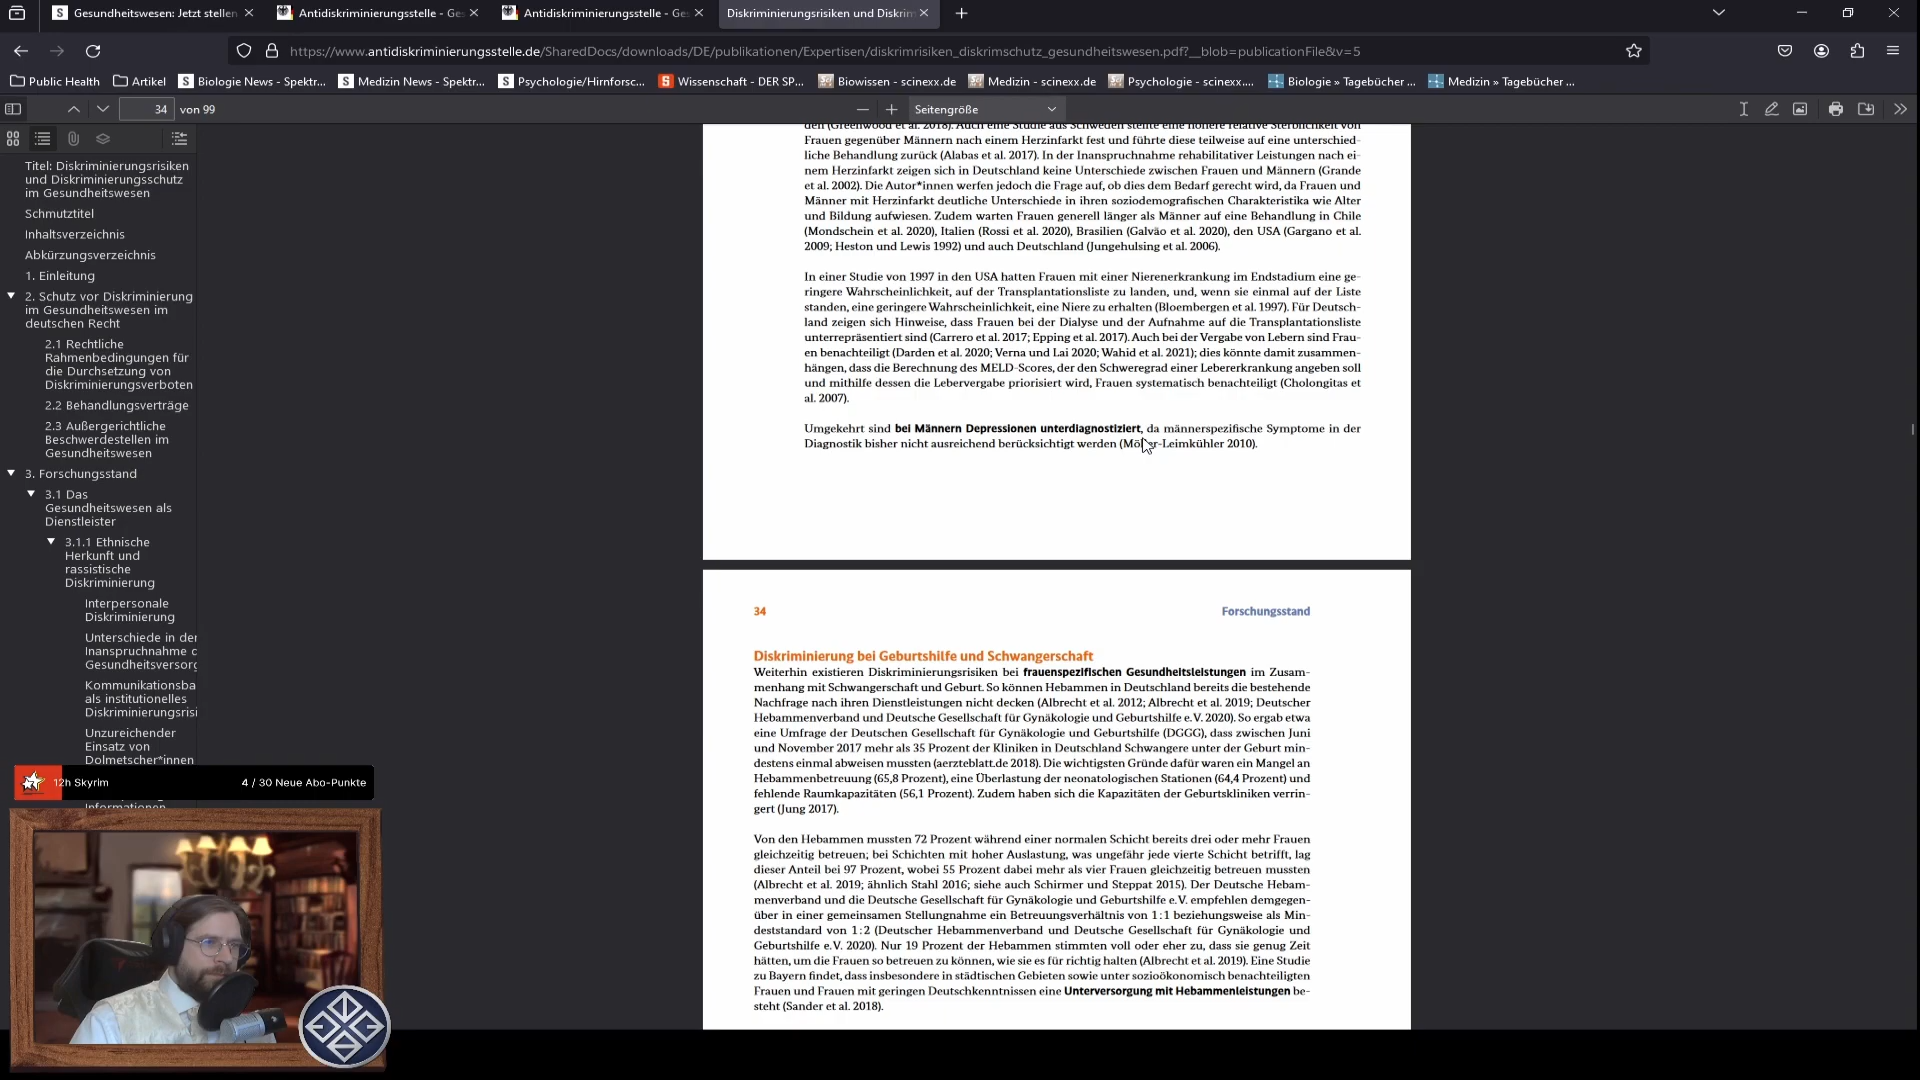 Gesundheitswesen: Jetzt stellen
Antidiskriminierungsstelle - Ges
Antidiskriminierungsstelle - Ges
Diskriminierungsrisiken und Diskrim
https://www.antidiskriminierungsstelle.de/SharedDocs/downloads/DE/publikationen/Expertisen/diskrimrisiken_diskrimschutz_gesundheitswesen.pdf?__blob=publicationFile&v=5
Public Health
Artikel
Biologie News - Spektr...
Medizin News - Spektr...
Psychologie/Hirnforsc...
Wissenschaft - DER SP...
Biowissen - scinexx.de
Medizin - scinexx.de
Psychologie - scinexx....
Biologie » Tagebücher ...
Medizin » Tagebücher ...
34 von 99
Seitengröße
Titel: Diskriminierungsrisiken
und Diskriminierungsschutz
im Gesundheitswesen
Schmutztitel
Inhaltsverzeichnis
Abkürzungsverzeichnis
1. Einleitung
2. Schutz vor Diskriminierung
im Gesundheitswesen im
deutschen Recht
2.1 Rechtliche
Rahmenbedingungen für
die Durchsetzung von
Diskriminierungsverboten
2.2 Behandlungsverträge
2.3 Außergerichtliche
Beschwerdestellen im
Gesundheitswesen
3. Forschungsstand
3.1 Das
Gesundheitswesen als
Dienstleister
3.1.1 Ethnische
Herkunft und
rassistische
Diskriminierung
Interpersonale
Diskriminierung
Unterschiede in der
Inanspruchnahme d
Gesundheitsversorg
Kommunikationsba
als institutionelles
Diskriminierungsrisi
Unzureichender
Einsatz von
Dolmetscher*innen
Informationen
12h Skyrim
4 / 30 Neue Abo-Punkte
den (Greenwood et al. 2018). Auch eine Studie aus Schweden stellte eine höhere relative Sterblichkeit von
Frauen gegenüber Männern nach einem Herzinfarkt fest und führte diese teilweise auf eine unterschied-
liche Behandlung zurück (Alabas et al. 2017). In der Inanspruchnahme rehabilitativer Leistungen nach ei-
nem Herzinfarkt zeigen sich in Deutschland keine Unterschiede zwischen Frauen und Männern (Grande
et al. 2002). Die Autor*innen werfen jedoch die Frage auf, ob dies dem Bedarf gerecht wird, da Frauen und
Männer mit Herzinfarkt deutliche Unterschiede in ihren soziodemografischen Charakteristika wie Alter
und Bildung aufwiesen. Zudem warten Frauen generell länger als Männer auf eine Behandlung in Chile
(Mondschein et al. 2020), Italien (Rossi et al. 2020), Brasilien (Galvão et al. 2020), den USA (Gargano et al.
2009; Heston und Lewis 1992) und auch Deutschland (Jungehulsing et al. 2006).
In einer Studie von 1997 in den USA hatten Frauen mit einer Nierenerkrankung im Endstadium eine ge-
ringere Wahrscheinlichkeit, auf der Transplantationsliste zu landen, und, wenn sie einmal auf der Liste
standen, eine geringere Wahrscheinlichkeit, eine Niere zu erhalten (Bloembergen et al. 1997). Für Deutsch-
land zeigen sich Hinweise, dass Frauen bei der Dialyse und der Aufnahme auf die Transplantationsliste
unterrepräsentiert sind (Carrero et al. 2017; Epping et al. 2017). Auch bei der Vergabe von Lebern sind Frau-
en benachteiligt (Darden et al. 2020; Verna und Lai 2020; Wahid et al. 2021); dies könnte damit zusammen-
hängen, dass die Berechnung des MELD-Scores, der den Schweregrad einer Lebererkrankung angeben soll
und mithilfe dessen die Lebervergabe priorisiert wird, Frauen systematisch benachteiligt (Cholongitas et
al. 2007).
Umgekehrt sind bei Männern Depressionen unterdiagnostiziert, da männerspezifische Symptome in der
Diagnostik bisher nicht ausreichend berücksichtigt werden (Möller-Leimkühler 2010).
34
Forschungsstand
Diskriminierung bei Geburtshilfe und Schwangerschaft
Weiterhin existieren Diskriminierungsrisiken bei frauenspezifischen Gesundheitsleistungen im Zusam-
menhang mit Schwangerschaft und Geburt. So können Hebammen in Deutschland bereits die bestehende
Nachfrage nach ihren Dienstleistungen nicht decken (Albrecht et al. 2012; Albrecht et al. 2019; Deutscher
Hebammenverband und Deutsche Gesellschaft für Gynäkologie und Geburtshilfe e.V. 2020). So ergab etwa
eine Umfrage der Deutschen Gesellschaft für Gynäkologie und Geburtshilfe (DGGG), dass zwischen Juni
und November 2017 mehr als 35 Prozent der Kliniken in Deutschland Schwangere unter der Geburt min-
destens einmal abweisen mussten (aerzteblatt.de 2018). Die wichtigsten Gründe dafür waren ein Mangel an
Hebammenbetreuung (65,8 Prozent), eine Überlastung der neonatologischen Stationen (64,4 Prozent) und
fehlende Raumkapazitäten (56,1 Prozent). Zudem haben sich die Kapazitäten der Geburtskliniken verrin-
gert (Jung 2017).
Von den Hebammen mussten 72 Prozent während einer normalen Schicht bereits drei oder mehr Frauen
gleichzeitig betreuen; bei Schichten mit hoher Auslastung, was ungefähr jede vierte Schicht betrifft, lag
dieser Anteil bei 97 Prozent, wobei 55 Prozent dabei mehr als vier Frauen gleichzeitig betreuen mussten
(Albrecht et al. 2019; ähnlich Stahl 2016; siehe auch Schirmer und Steppat 2015). Der Deutsche Hebam-
menverband und die Deutsche Gesellschaft für Gynäkologie und Geburtshilfe e.V. empfehlen demgegen-
über in einer gemeinsamen Stellungnahme ein Betreuungsverhältnis von 1:1 beziehungsweise als Min-
deststandard von 1:2 (Deutscher Hebammenverband und Deutsche Gesellschaft für Gynäkologie und
Geburtshilfe e.V. 2020). Nur 19 Prozent der Hebammen stimmten voll oder eher zu, dass sie genug Zeit
hätten, um die Frauen so betreuen zu können, wie sie es für richtig halten (Albrecht et al. 2019). Eine Studie
zu Bayern findet, dass insbesondere in städtischen Gebieten sowie unter sozioökonomisch benachteiligten
Frauen und Frauen mit geringen Deutschkenntnissen eine Unterversorgung mit Hebammenleistungen be-
steht (Sander et al. 2018).